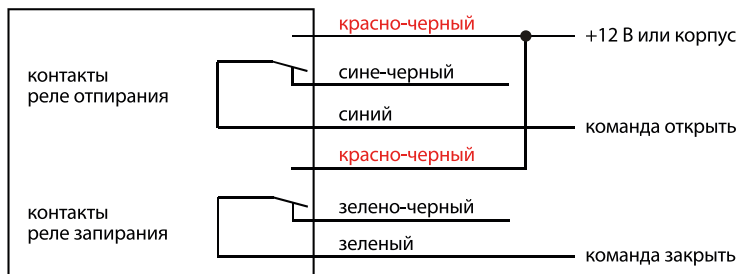 красно-черный
+12 В или корпус
контакты
реле отпирания
сине-черный
синий
команда открыть
красно-черный
контакты
реле запирания
зелено-черный
зеленый
команда закрыть